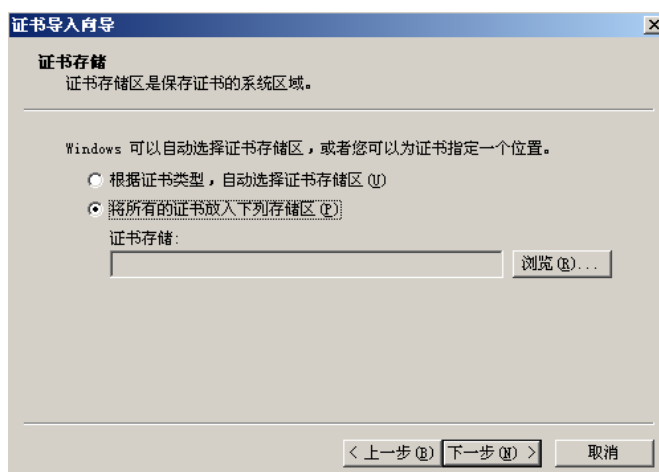 证书导入向导
证书存储
证书存储区是保存证书的系统区域。
Windows 可以自动选择证书存储区，或者您可以为证书指定一个位置。
根据证书类型，自动选择证书存储区(U)
将所有的证书放入下列存储区(P)
证书存储:
浏览(R)...
< 上一步(B) 下一步(N) > 取消